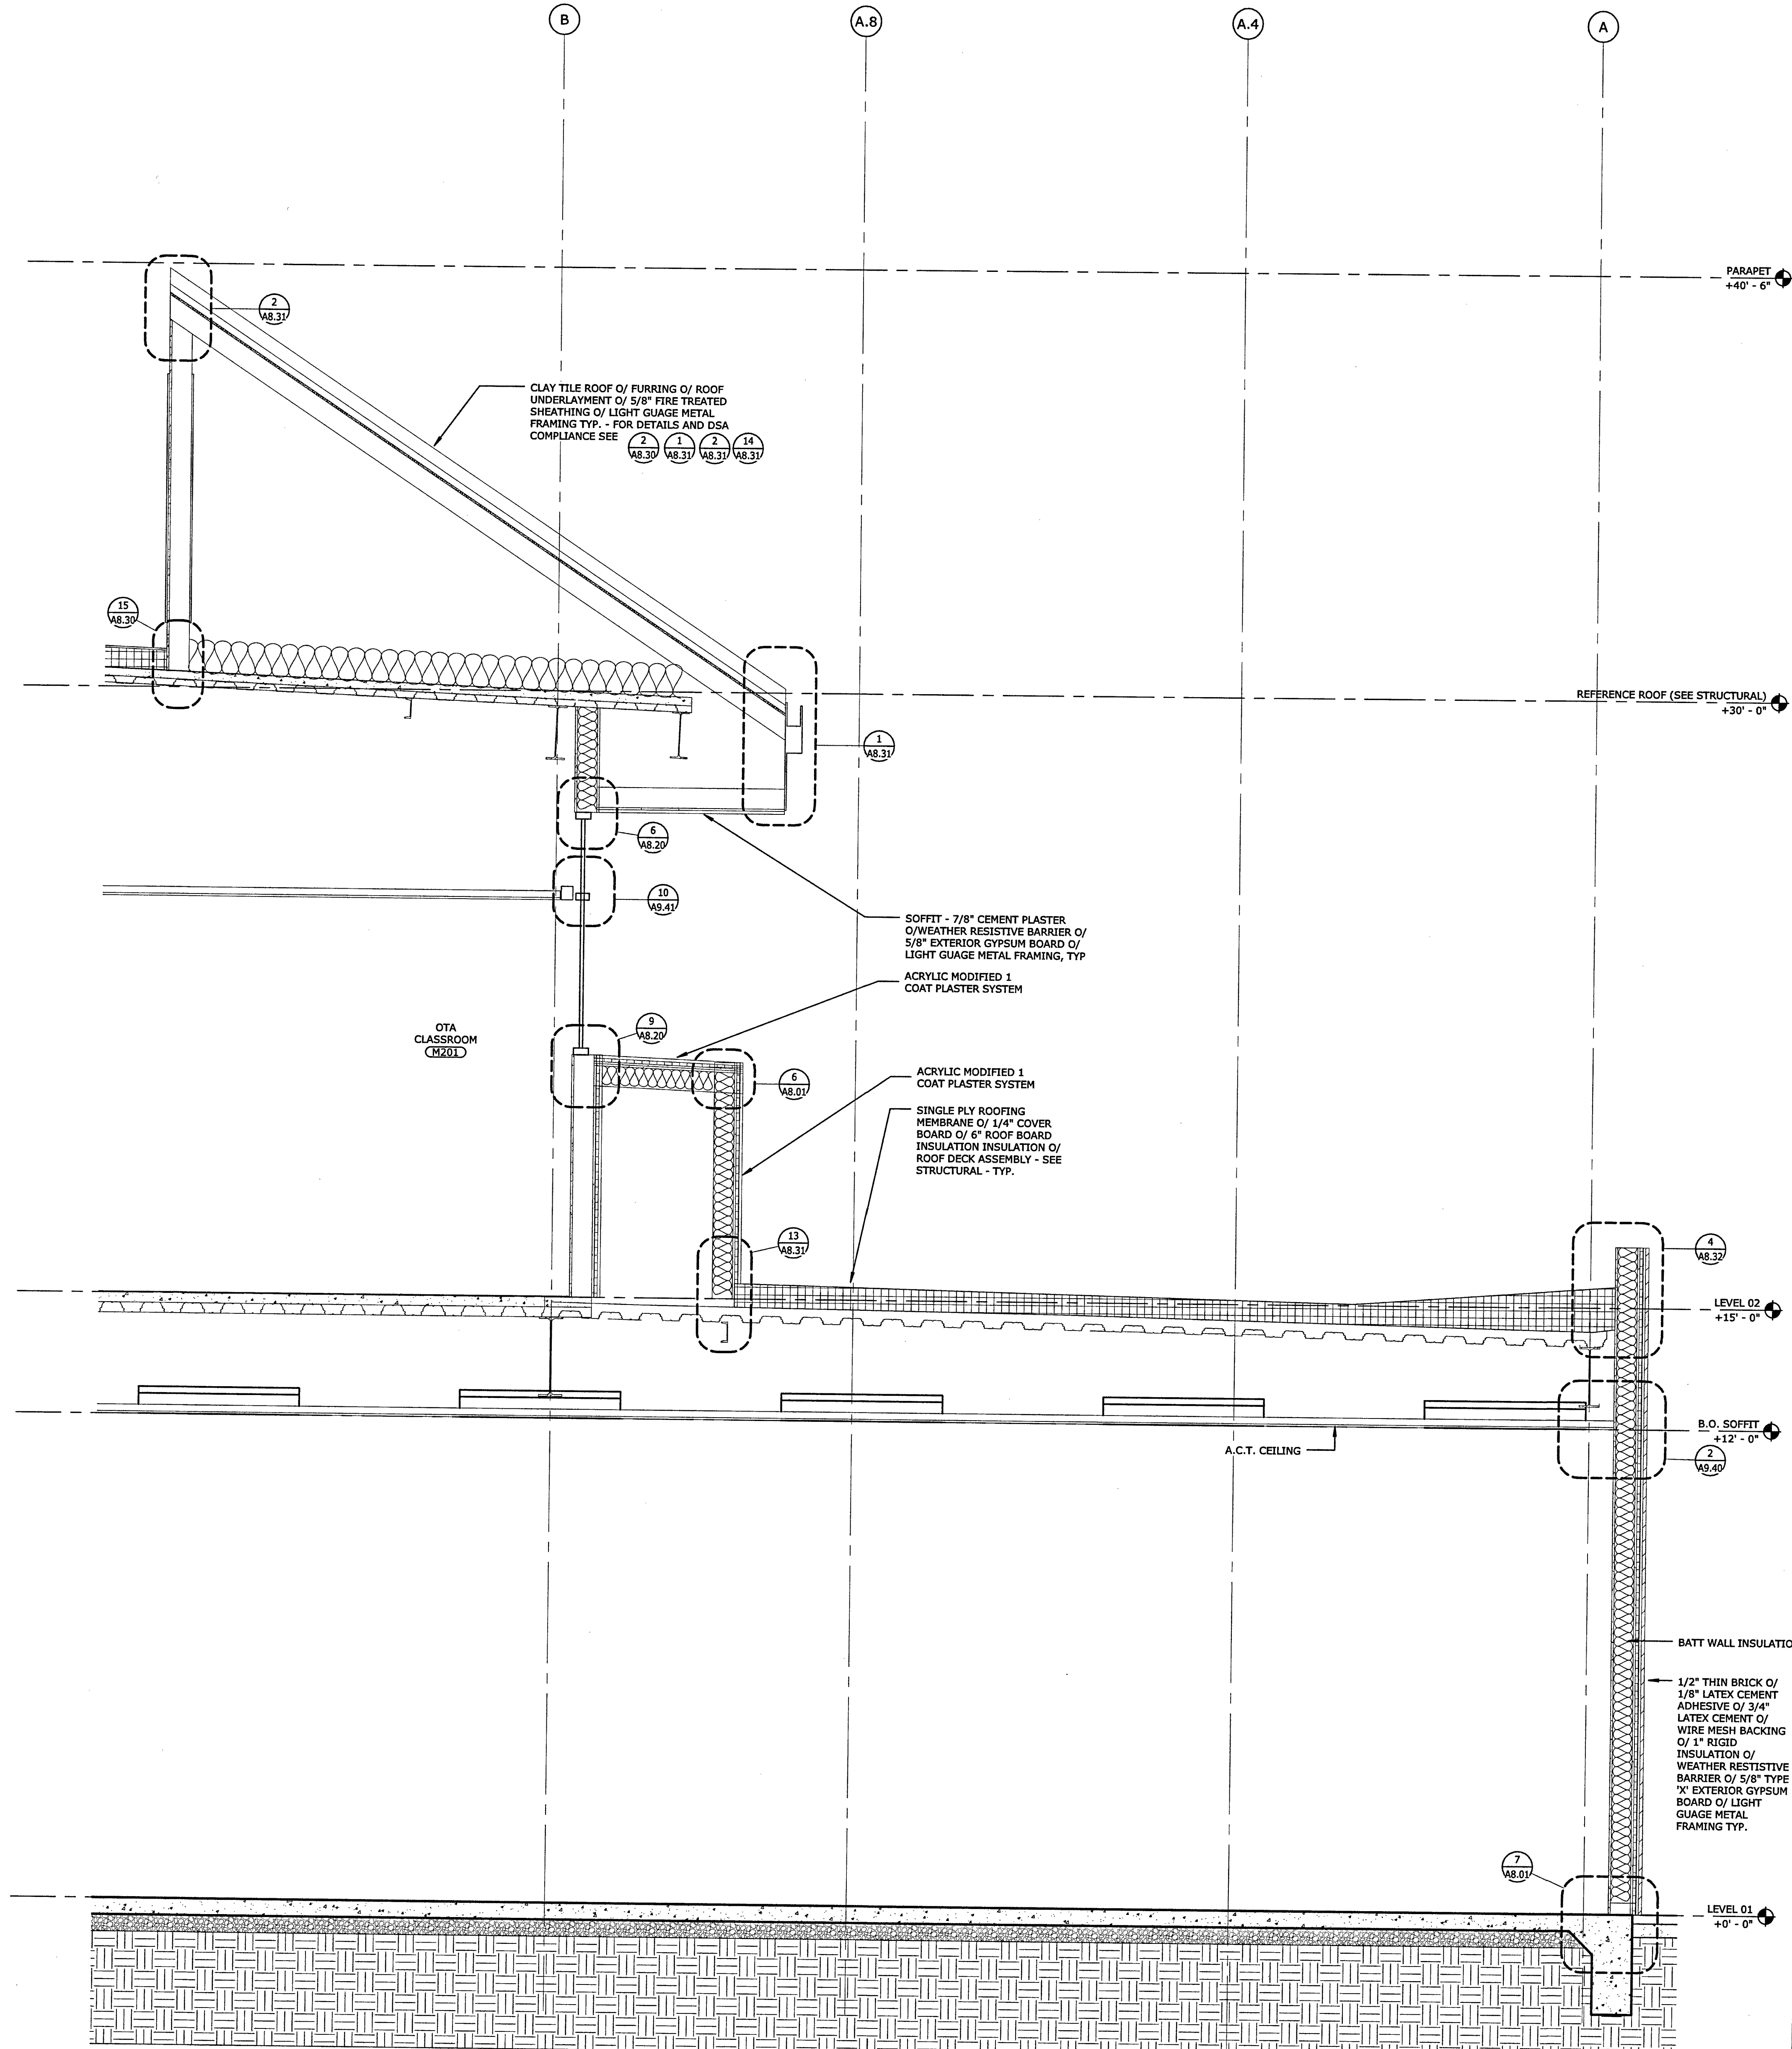 B
A.8
A.4
A
PARAPET
+40' - 6"
2
A8.31
CLAY TILE ROOF O/ FURRING O/ ROOF
UNDERLAYMENT O/ 5/8" FIRE TREATED
SHEATHING O/ LIGHT GUAGE METAL
FRAMING TYP. - FOR DETAILS AND DSA
COMPLIANCE SEE
2 1 2 14
A8.30 A8.31 A8.31 A8.31
15
A8.30
REFERENCE ROOF (SEE STRUCTURAL)
+30' - 0"
1
A8.31
6
A8.20
10
A9.41
SOFFIT - 7/8" CEMENT PLASTER
O/WEATHER RESISTIVE BARRIER O/
5/8" EXTERIOR GYPSUM BOARD O/
LIGHT GUAGE METAL FRAMING, TYP
ACRYLIC MODIFIED 1
COAT PLASTER SYSTEM
OTA
CLASSROOM
M201
9
A8.20
6
A8.01
ACRYLIC MODIFIED 1
COAT PLASTER SYSTEM
SINGLE PLY ROOFING
MEMBRANE O/ 1/4" COVER
BOARD O/ 6" ROOF BOARD
INSULATION INSULATION O/
ROOF DECK ASSEMBLY - SEE
STRUCTURAL - TYP.
13
A8.31
4
A8.32
LEVEL 02
+15' - 0"
B.O. SOFFIT
+12' - 0"
A.C.T. CEILING
2
A9.40
BATT WALL INSULATIO
1/2" THIN BRICK O/
1/8" LATEX CEMENT
ADHESIVE O/ 3/4"
LATEX CEMENT O/
WIRE MESH BACKING
O/ 1" RIGID
INSULATION O/
WEATHER RESTISTIVE
BARRIER O/ 5/8" TYPE
'X' EXTERIOR GYPSUM
BOARD O/ LIGHT
GUAGE METAL
FRAMING TYP.
7
A8.01
LEVEL 01
+0' - 0"